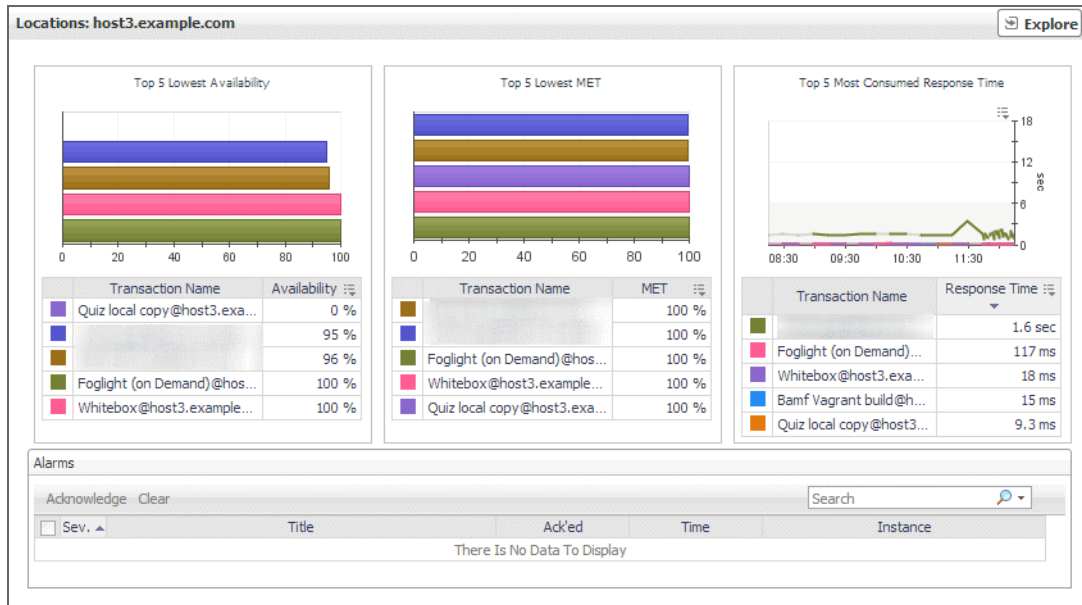 Locations: host3.example.com
Explore
Top 5 Lowest Availability
0 20 40 60 80 100
Transaction Name Availability
Quiz local copy@host3.exa... 0 %
95 %
96 %
Foglight (on Demand)@hos... 100 %
Whitebox@host3.example... 100 %
Top 5 Lowest MET
0 20 40 60 80 100
Transaction Name MET
100 %
100 %
Foglight (on Demand)@hos... 100 %
Whitebox@host3.example... 100 %
Quiz local copy@host3.exa... 100 %
Top 5 Most Consumed Response Time
18
12
sec
6
0
08:30 09:30 10:30 11:30
Transaction Name Response Time
1.6 sec
Foglight (on Demand)... 117 ms
Whitebox@host3.exa... 18 ms
Bamf Vagrant build@h... 15 ms
Quiz local copy@host3... 9.3 ms
Alarms
Acknowledge Clear Search
Sev. Title Ack'ed Time Instance
There Is No Data To Display